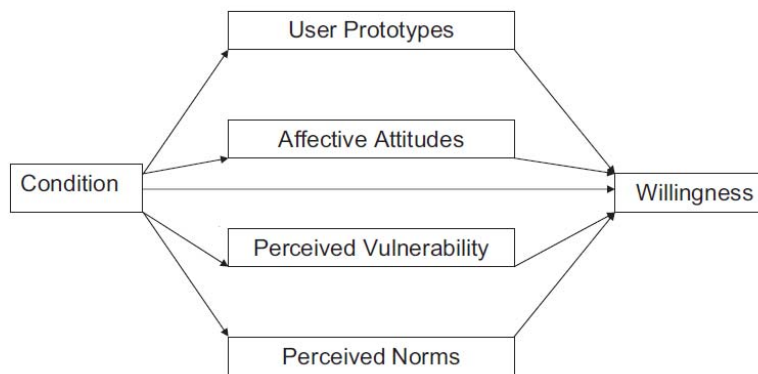 User Prototypes
Affective Attitudes
Condition
Willingness
Perceived Vulnerability
Perceived Norms